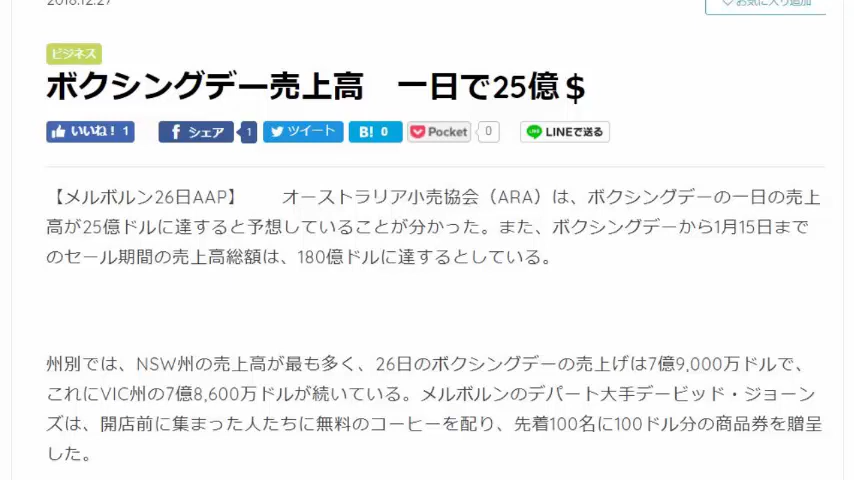 2018.12.27
♡お気に入り追加
ビジネス
ボクシングデー売上高　一日で25億＄
いいね！ 1
シェア 1
ツイート
B! 0
Pocket 0
LINEで送る
【メルボルン26日AAP】　　オーストラリア小売協会（ARA）は、ボクシングデーの一日の売上
高が25億ドルに達すると予想していることが分かった。また、ボクシングデーから1月15日まで
のセール期間の売上高総額は、180億ドルに達するとしている。
州別では、NSW州の売上高が最も多く、26日のボクシングデーの売上げは7億9,000万ドルで、
これにVIC州の7億8,600万ドルが続いている。メルボルンのデパート大手デービッド・ジョーン
ズは、開店前に集まった人たちに無料のコーヒーを配り、先着100名に100ドル分の商品券を贈呈
した。